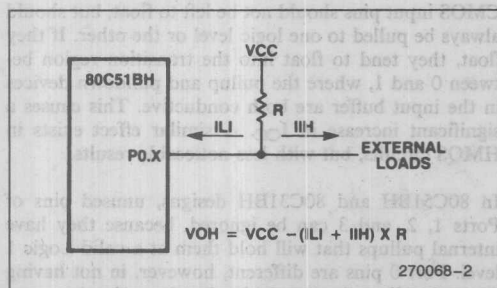 CMOS input pins should not be left to float, but should
always be pulled to one logic level or the other. If they
float, they tend to float into the transition region be-
tween 0 and 1, where the pullup and pulldown devices
in the input buffer are both conductive. This causes a
significant increase in similar effect exists in
HMOS but with less noticeable results.
In 80C51BH and 80C31BH designs, unused pins of
Ports 1, 2, and 3 can be ignored, because they have
internal pullups that will hold them at a valid logic 1
level. pins are different, however, in not having
VCC
80C51BH
R
ILI IIH
P0.X
EXTERNAL
LOADS
VOH = VCC -(ILI + IIH) X R
270068-2